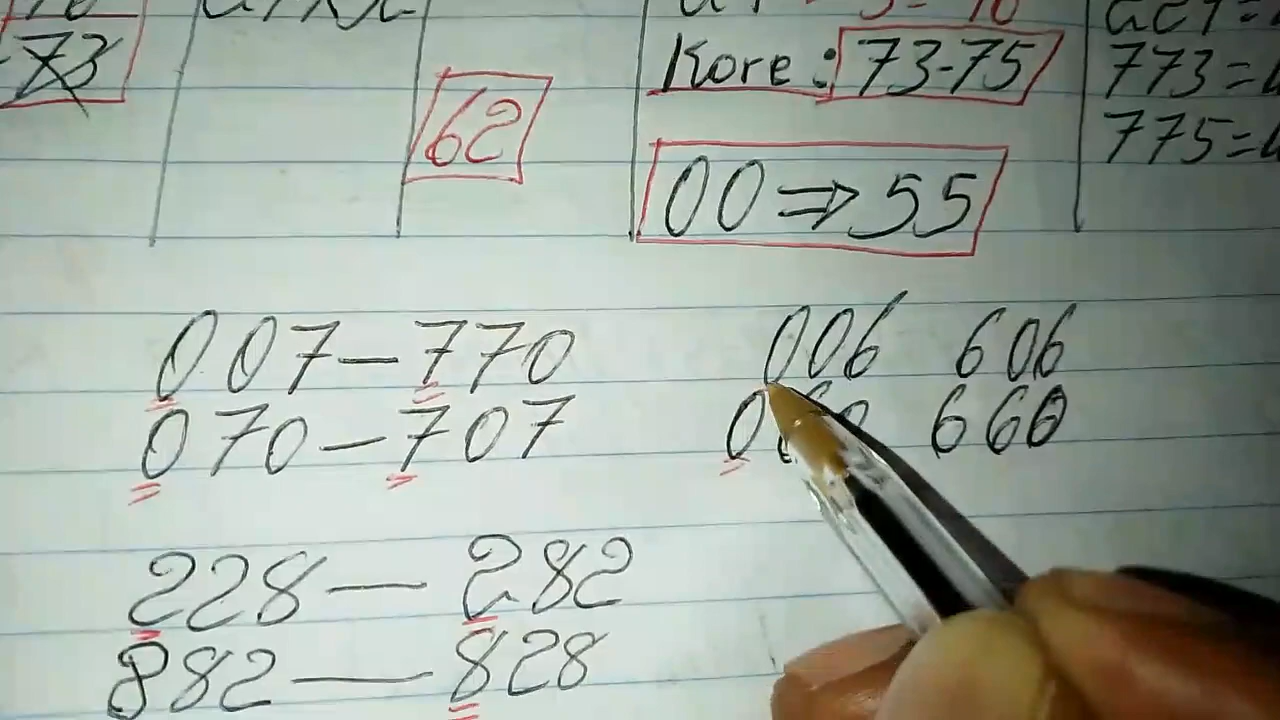 73
62
Kore: 73-75
00 ⇒ 55
773=
775=
007 — 770
070 — 707
006 606
0 660
228 — 282
882 — 828